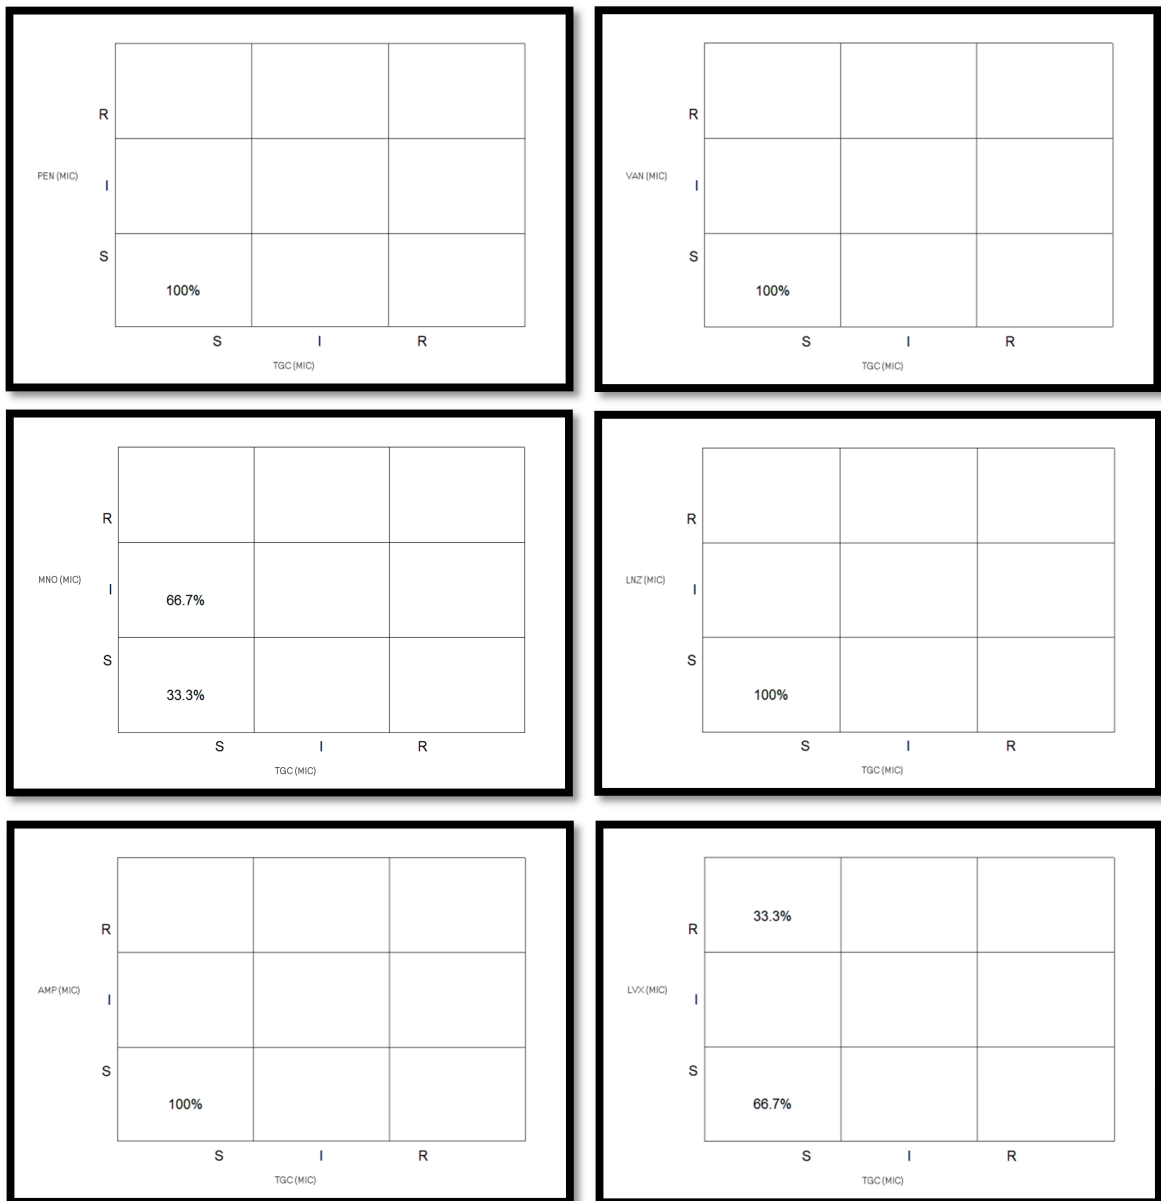 R
PEN (MIC)
I
S
100%
S I R
TGC (MIC)
R
VAN (MIC)
I
S
100%
S I R
TGC (MIC)
R
MNO (MIC)
I
66.7%
S
33.3%
S I R
TGC (MIC)
R
LNZ (MIC)
I
S
100%
S I R
TGC (MIC)
R
AMP (MIC)
I
S
100%
S I R
TGC (MIC)
33.3%
R
LVX (MIC)
I
S
66.7%
S I R
TGC (MIC)